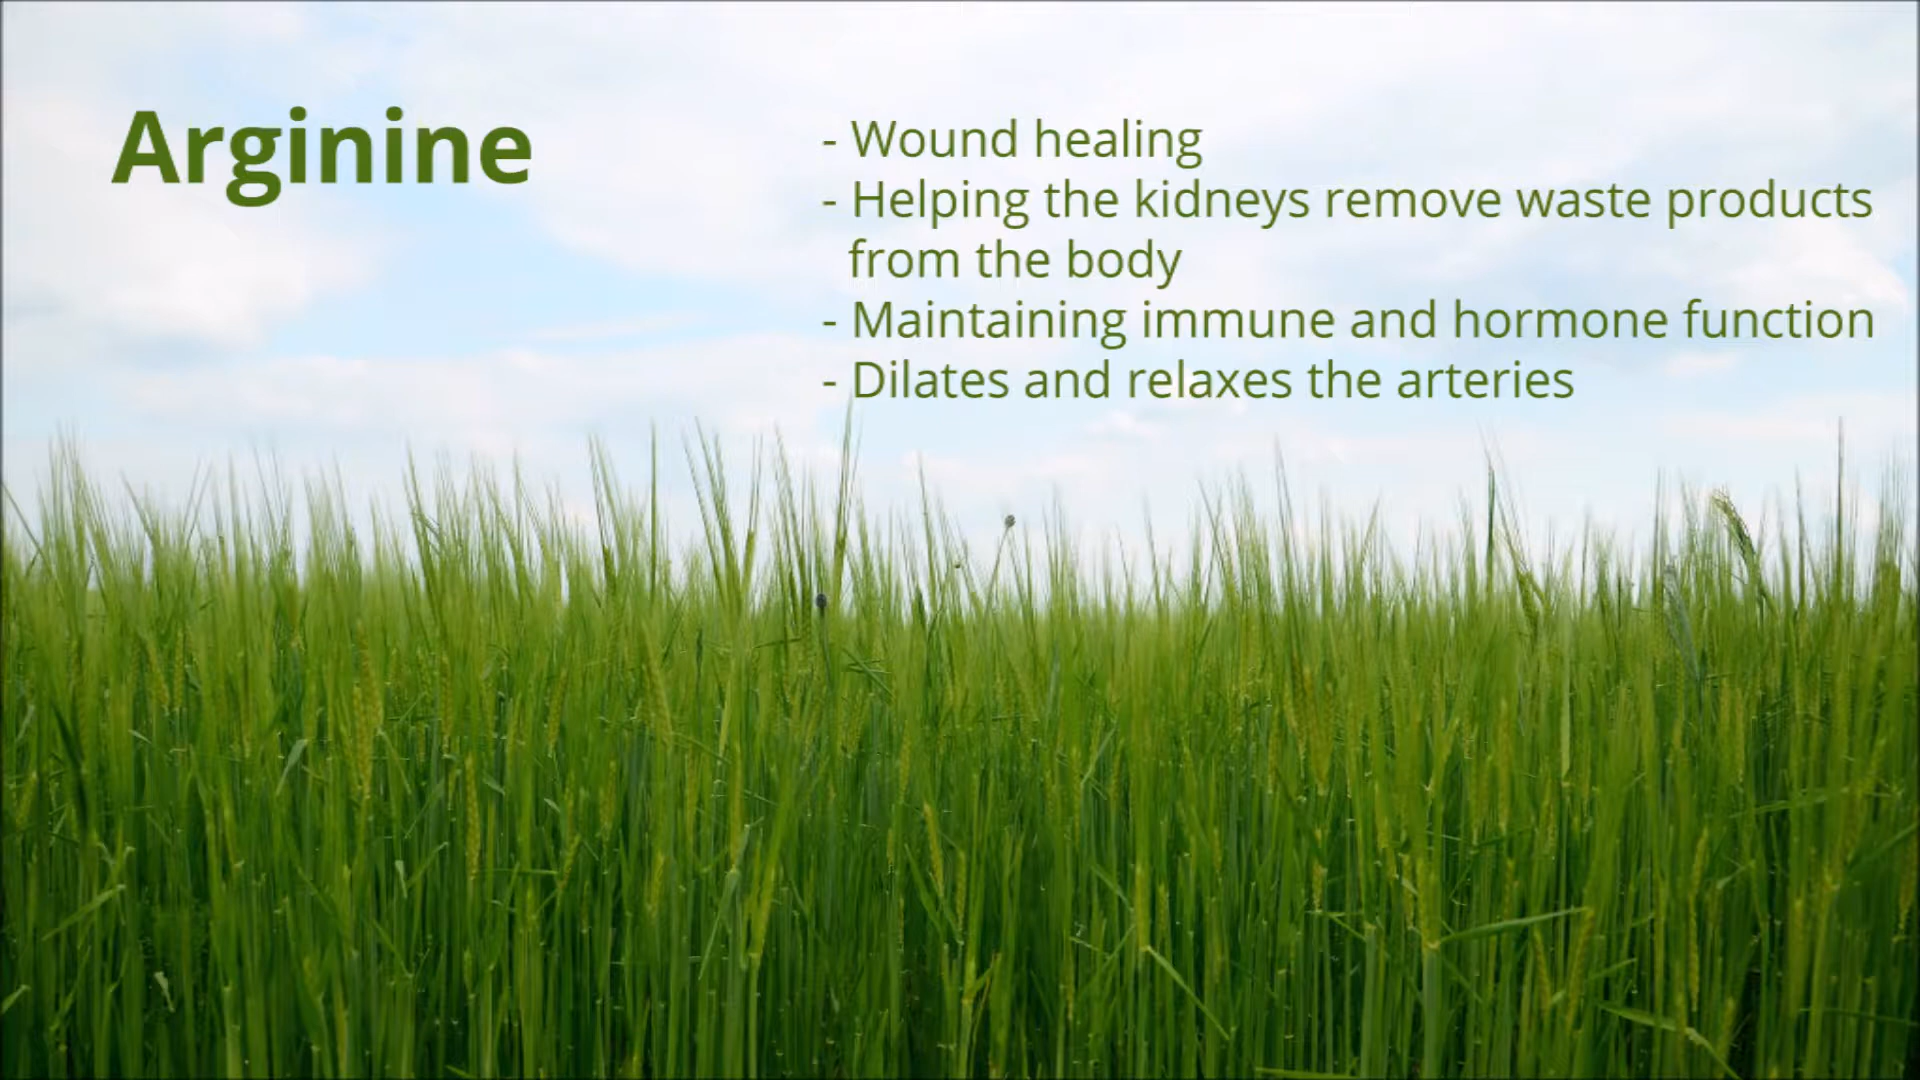 Arginine
- Wound healing
- Helping the kidneys remove waste products
from the body
- Maintaining immune and hormone function
- Dilates and relaxes the arteries